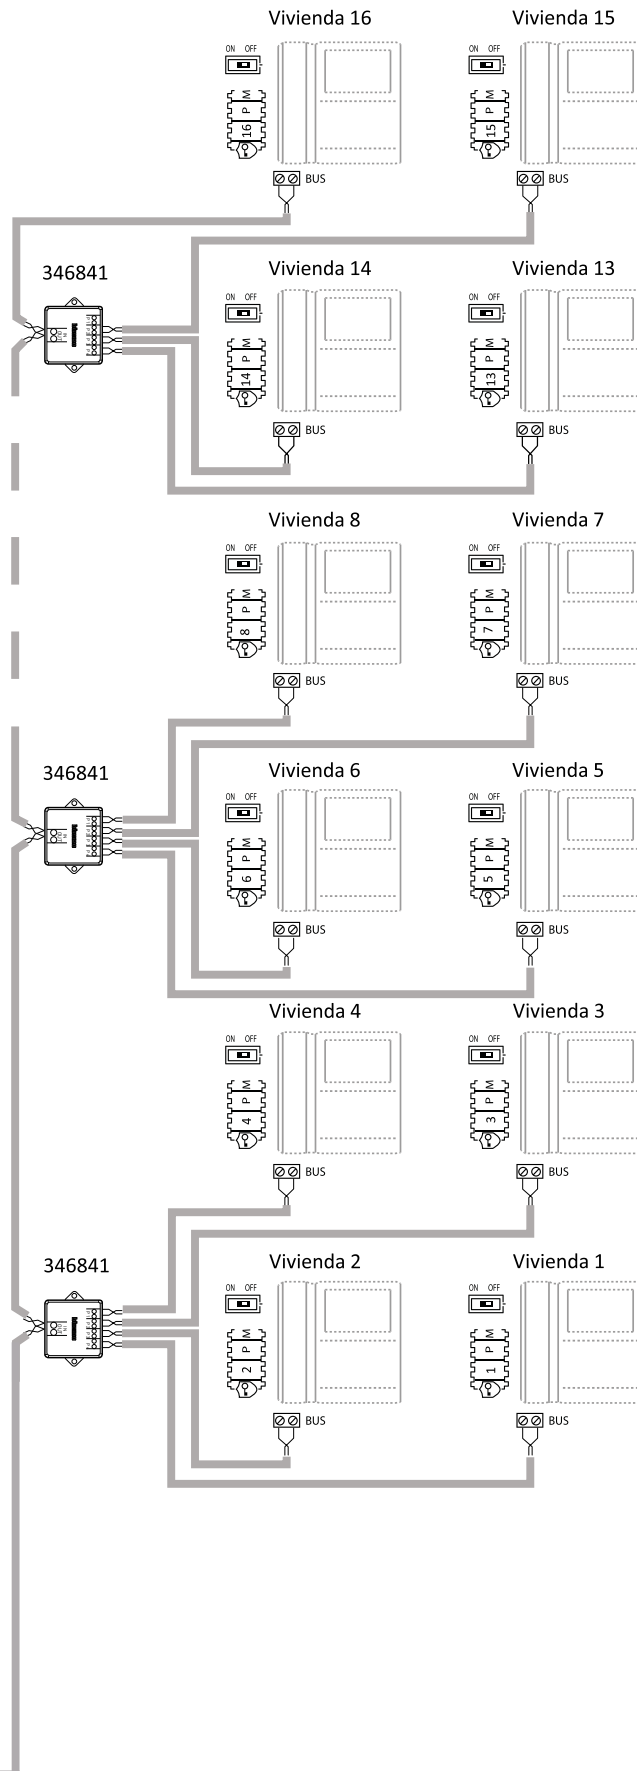 Vivienda 16 Vivienda 15
ON OFF ON OFF
M M
P P
16 15
BUS BUS
346841
Vivienda 14 Vivienda 13
ON OFF ON OFF
M M
P P
14 13
BUS BUS
Vivienda 8 Vivienda 7
ON OFF ON OFF
M M
P P
8 7
BUS BUS
346841
Vivienda 6 Vivienda 5
ON OFF ON OFF
M M
P P
6 5
BUS BUS
Vivienda 4 Vivienda 3
ON OFF ON OFF
M M
P P
4 3
BUS BUS
346841
Vivienda 2 Vivienda 1
ON OFF ON OFF
M M
P P
2 1
BUS BUS